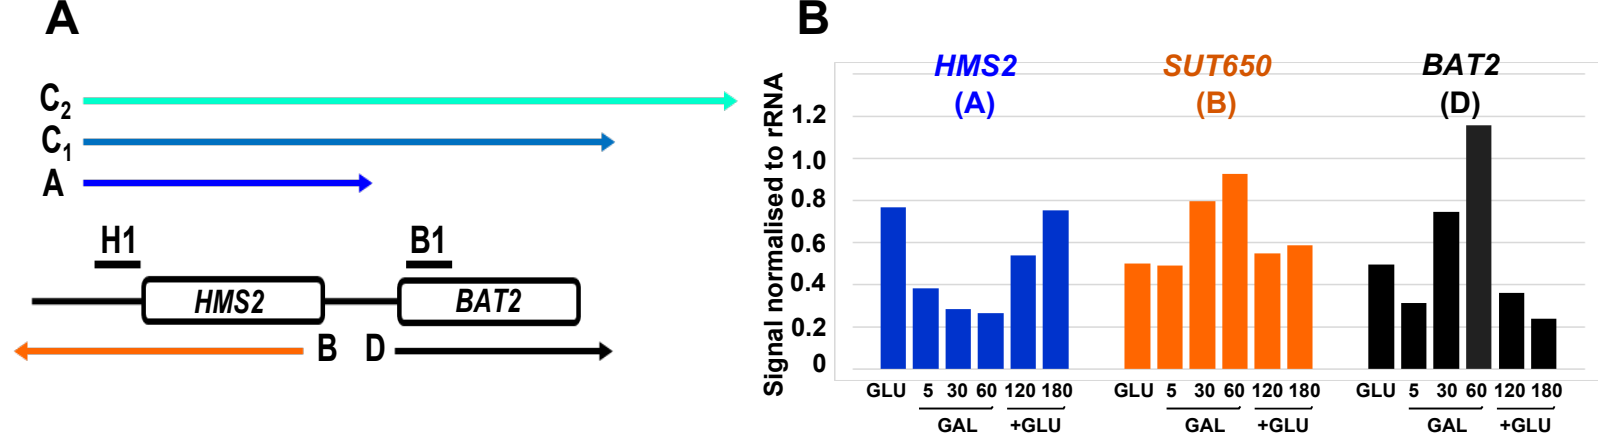 A
C2
C1
A
H1
B1
HMS2
BAT2
B
D
B
Signal normalised to rRNA
HMS2
(A)
SUT650
(B)
BAT2
(D)
1.2
1.0
0.8
0.6
0.4
0.2
0
GLU 5 30 60 120 180 GLU 5 30 60 120 180 GLU 5 30 60 120 180
GAL +GLU GAL +GLU GAL +GLU